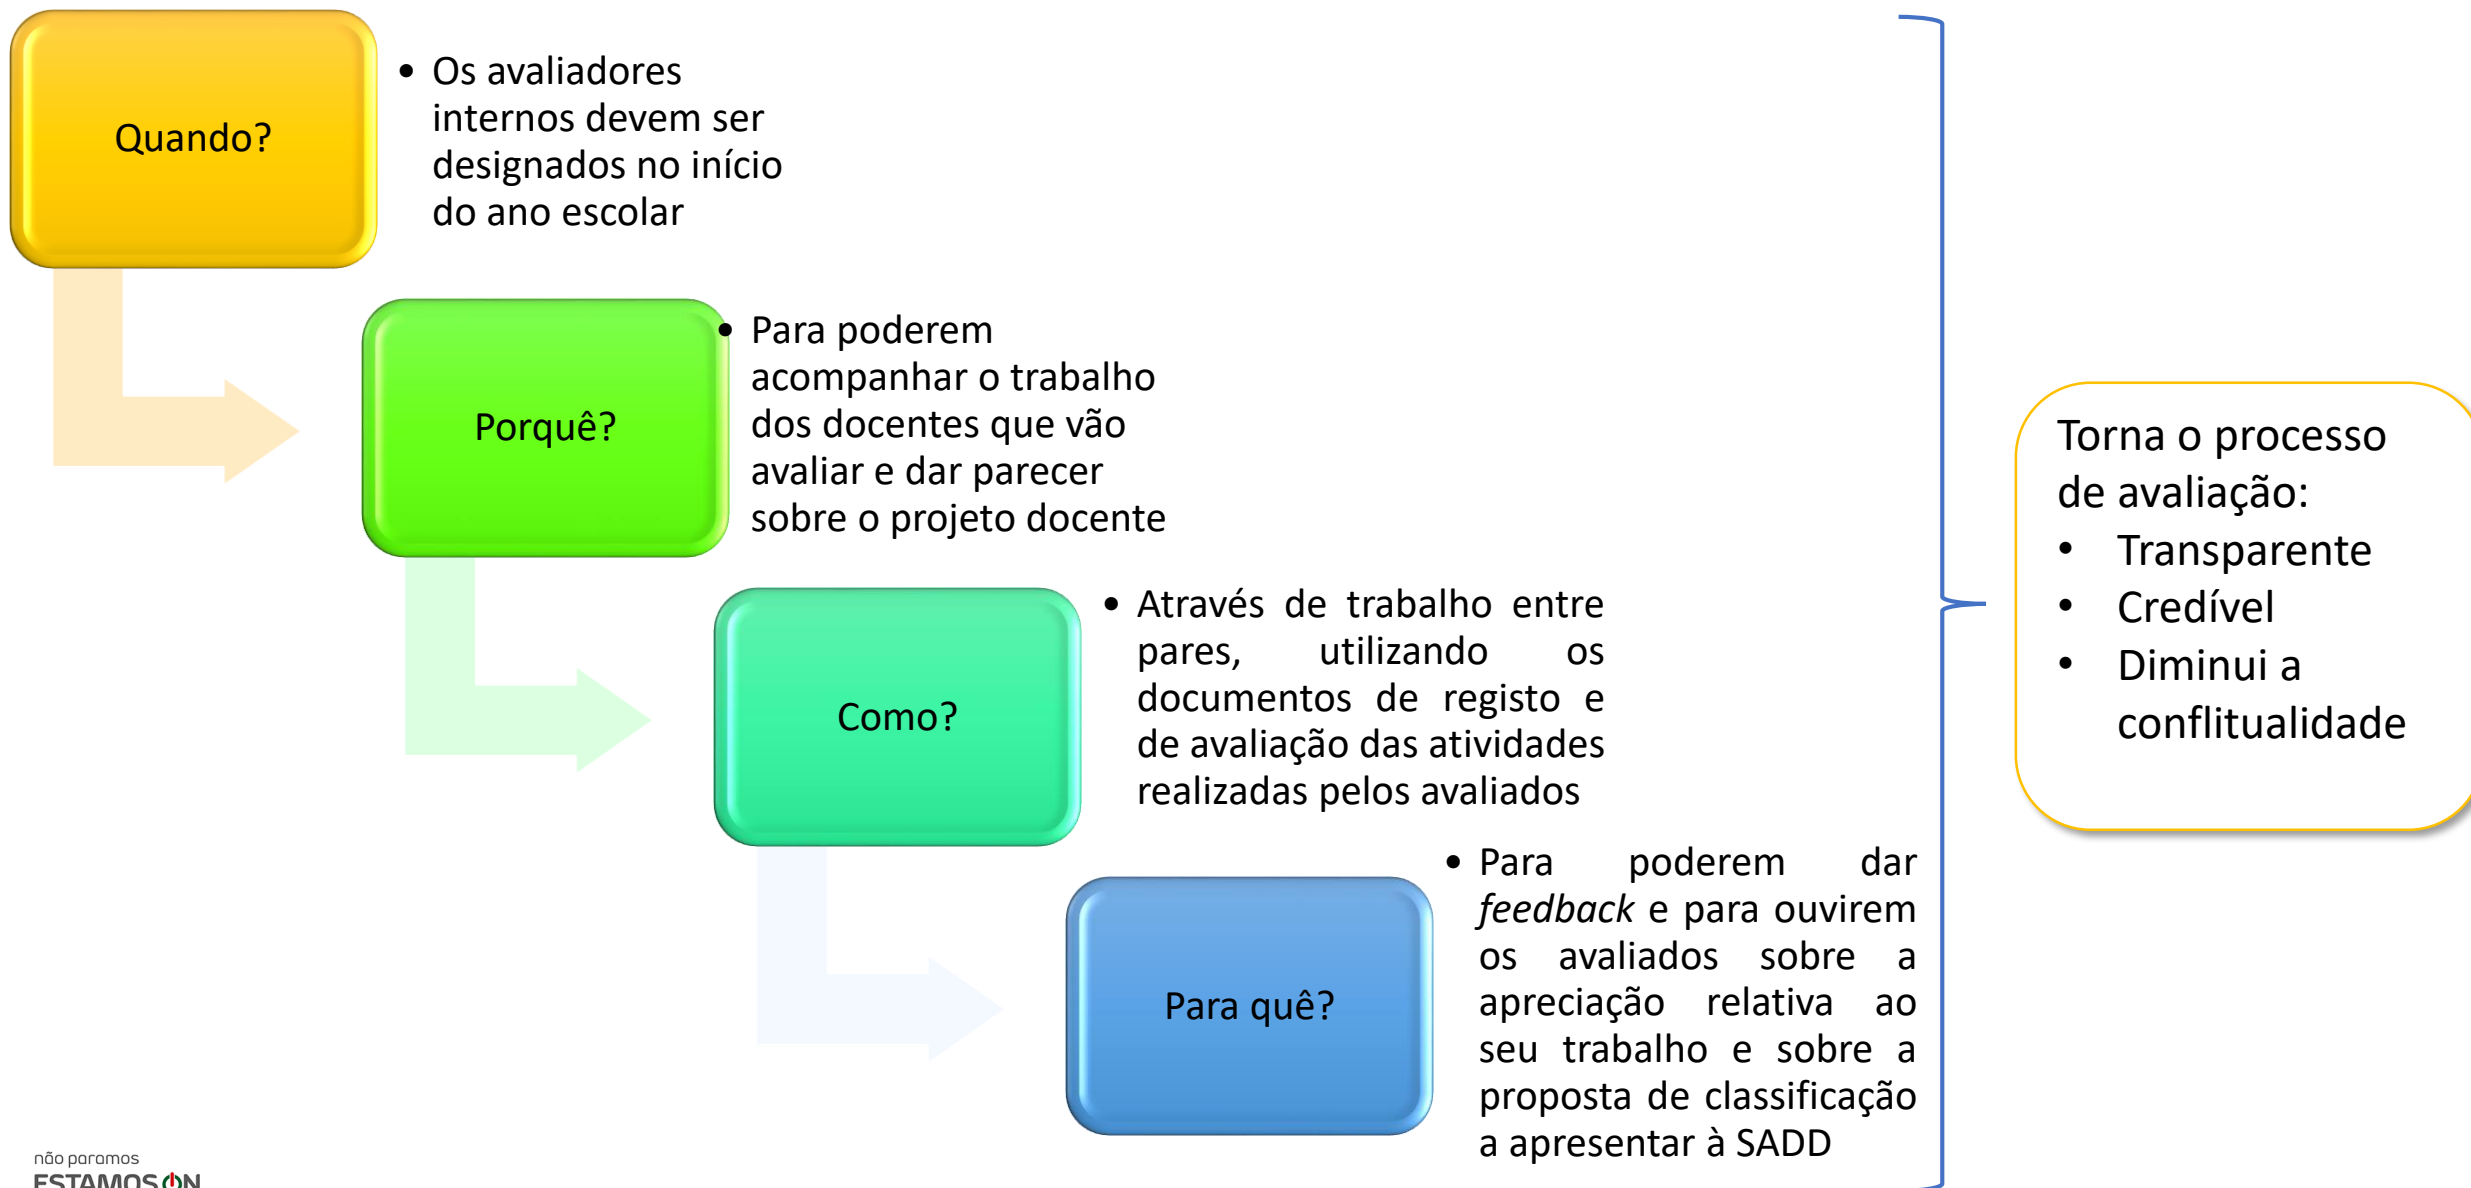 Quando?
• Os avaliadores
internos devem ser
designados no início
do ano escolar
Porquê?
• Para poderem
acompanhar o trabalho
dos docentes que vão
avaliar e dar parecer
sobre o projeto docente
Como?
• Através de trabalho entre
pares, utilizando os
documentos de registo e
de avaliação das atividades
realizadas pelos avaliados
Para quê?
• Para poderem dar
feedback e para ouvirem
os avaliados sobre a
apreciação relativa ao
seu trabalho e sobre a
proposta de classificação
a apresentar à SADD
Torna o processo
de avaliação:
• Transparente
• Credível
• Diminui a
conflitualidade
não paramos
ESTAMOS ON